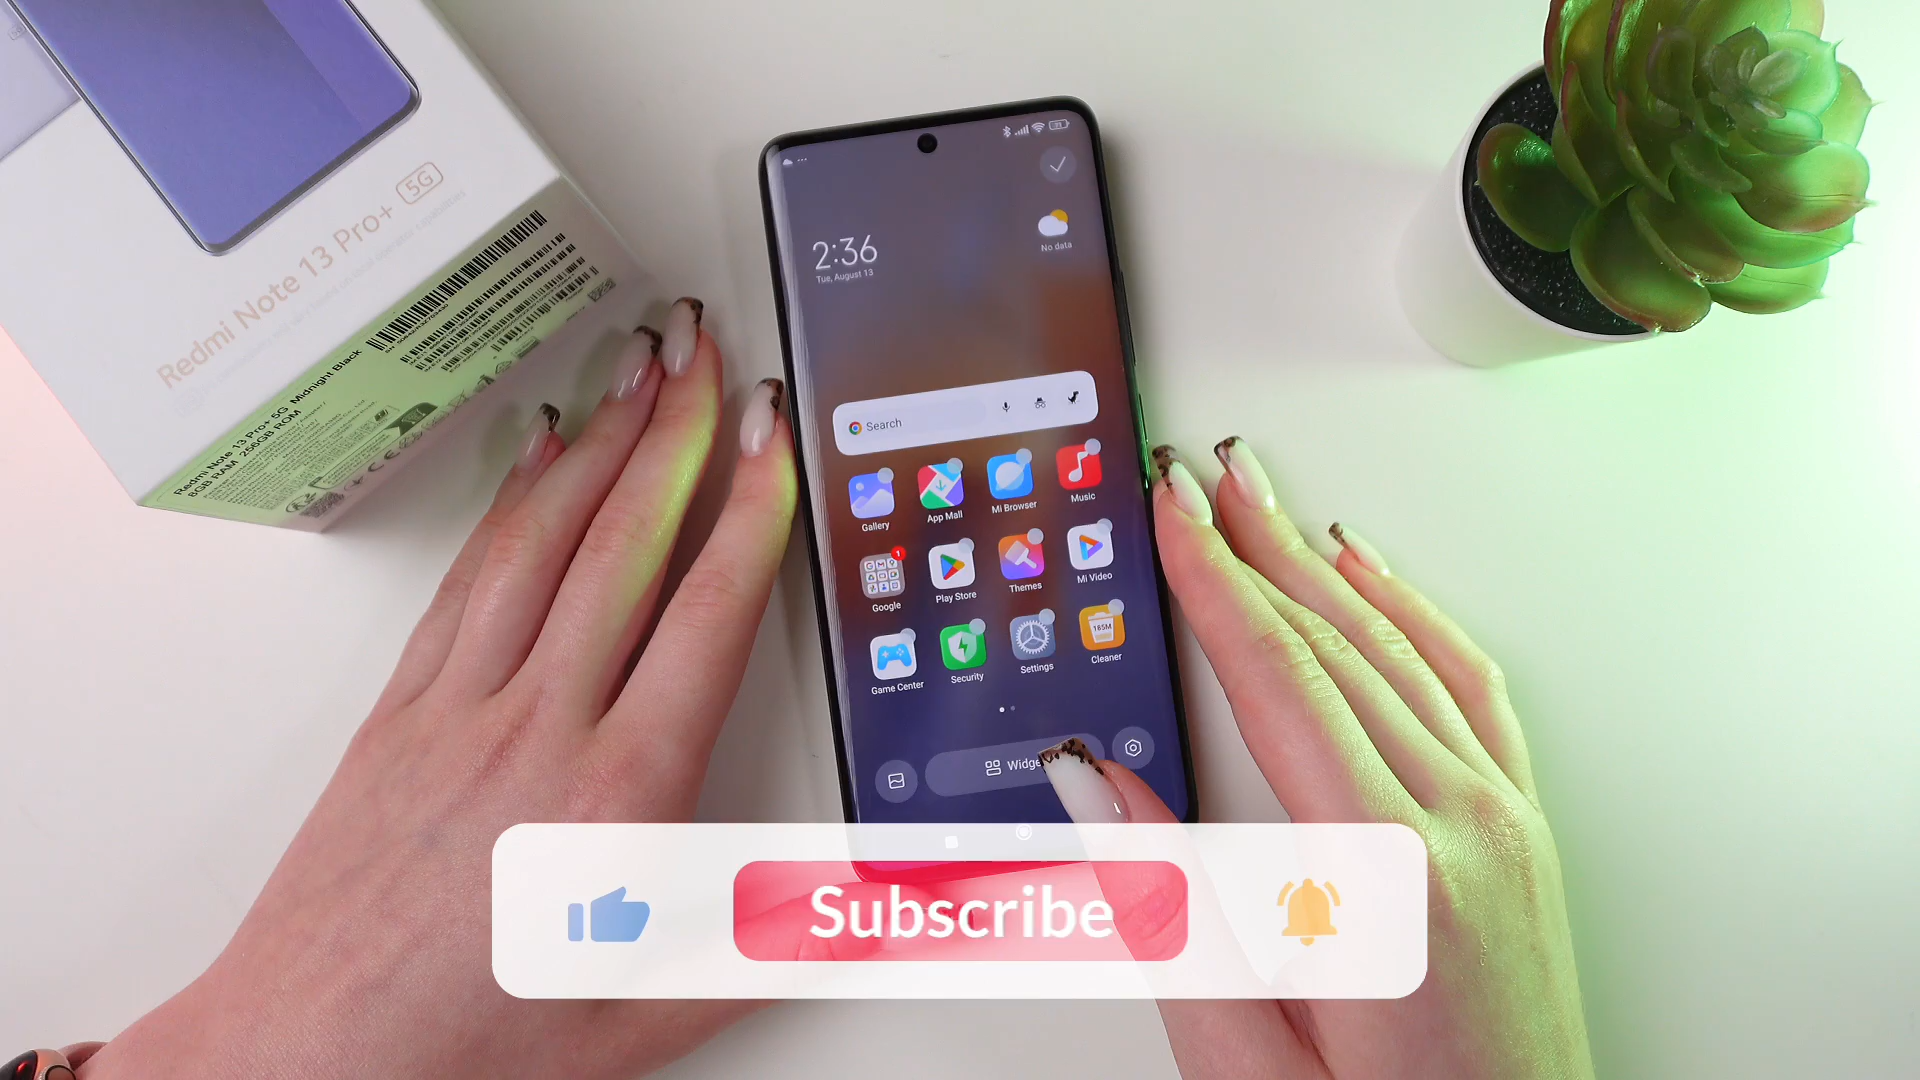 Redmi Note 13 Pro+ 5G
Redmi Note 13 Pro+ 5G Midnight Black
8GB RAM 256GB ROM
2:36
Tue, August 13
No data
Search
Gallery
App Mall
Mi Browser
Music
1
Google
Play Store
Themes
Mi Video
185M
Game Center
Security
Settings
Cleaner
Subscribe